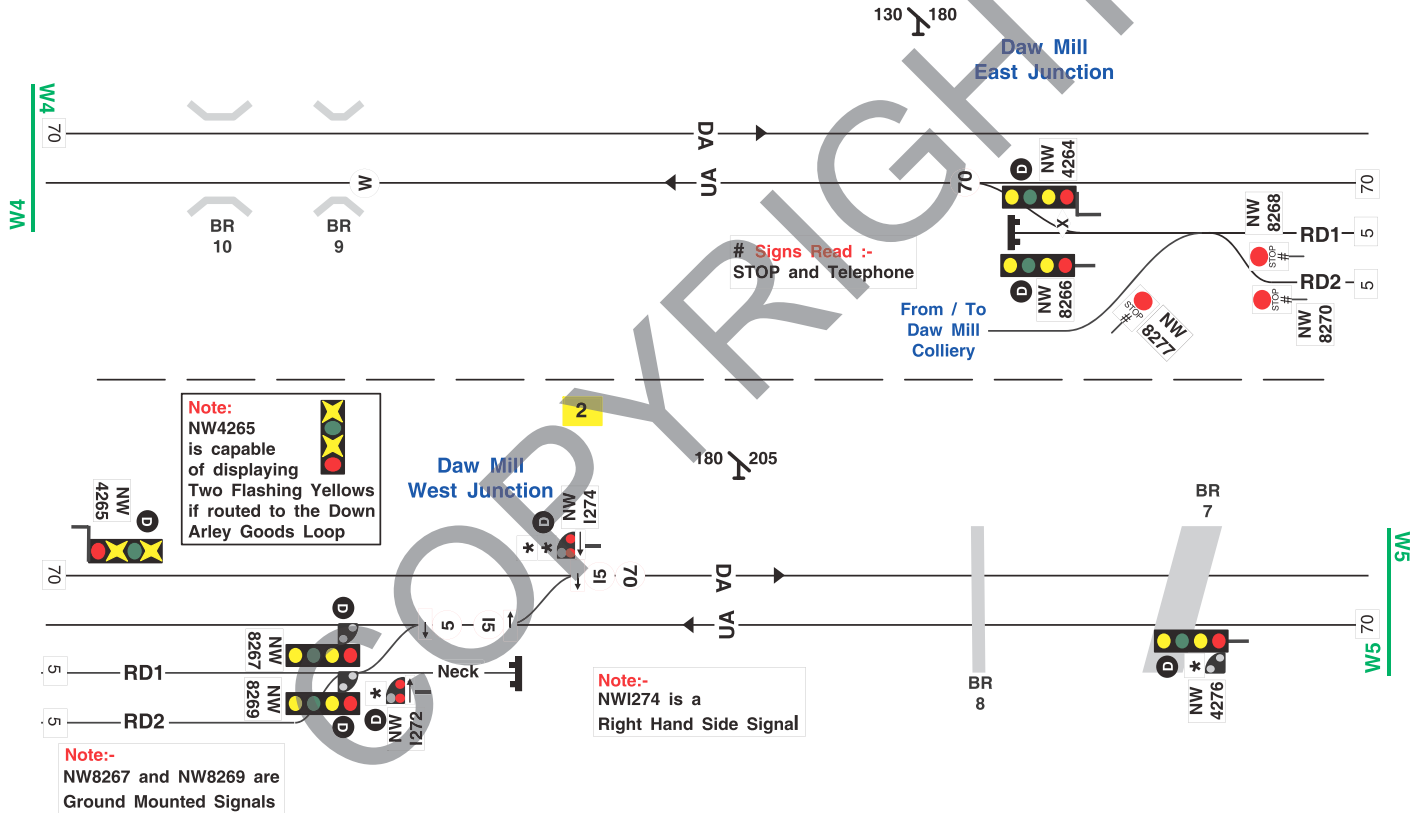 130 180
Daw Mill
East Junction
W4
70
DA
NW
4264
D
W4
W
UA
70
70
BR
10
BR
9
# Signs Read :-
STOP and Telephone
X
NW
8268
RD1
5
STOP
#
RD2
5
D
NW
8266
STOP
#
NW
8270
STOP
#
NW
8277
From / To
Daw Mill
Colliery
2
Note:
NW4265
is capable
of displaying
Two Flashing Yellows
if routed to the Down
Arley Goods Loop
180 205
Daw Mill
West Junction
NW
4265
D
D
NW
I274
* *
BR
7
W5
70
I5
70
DA
D
5
I5
UA
70
W5
NW
8267
5
RD1
Neck
NW
8269
*
D
NW
I272
D
5
RD2
Note:-
NWI274 is a
Right Hand Side Signal
BR
8
D
*
NW
4276
Note:-
NW8267 and NW8269 are
Ground Mounted Signals
COPYRIGHT